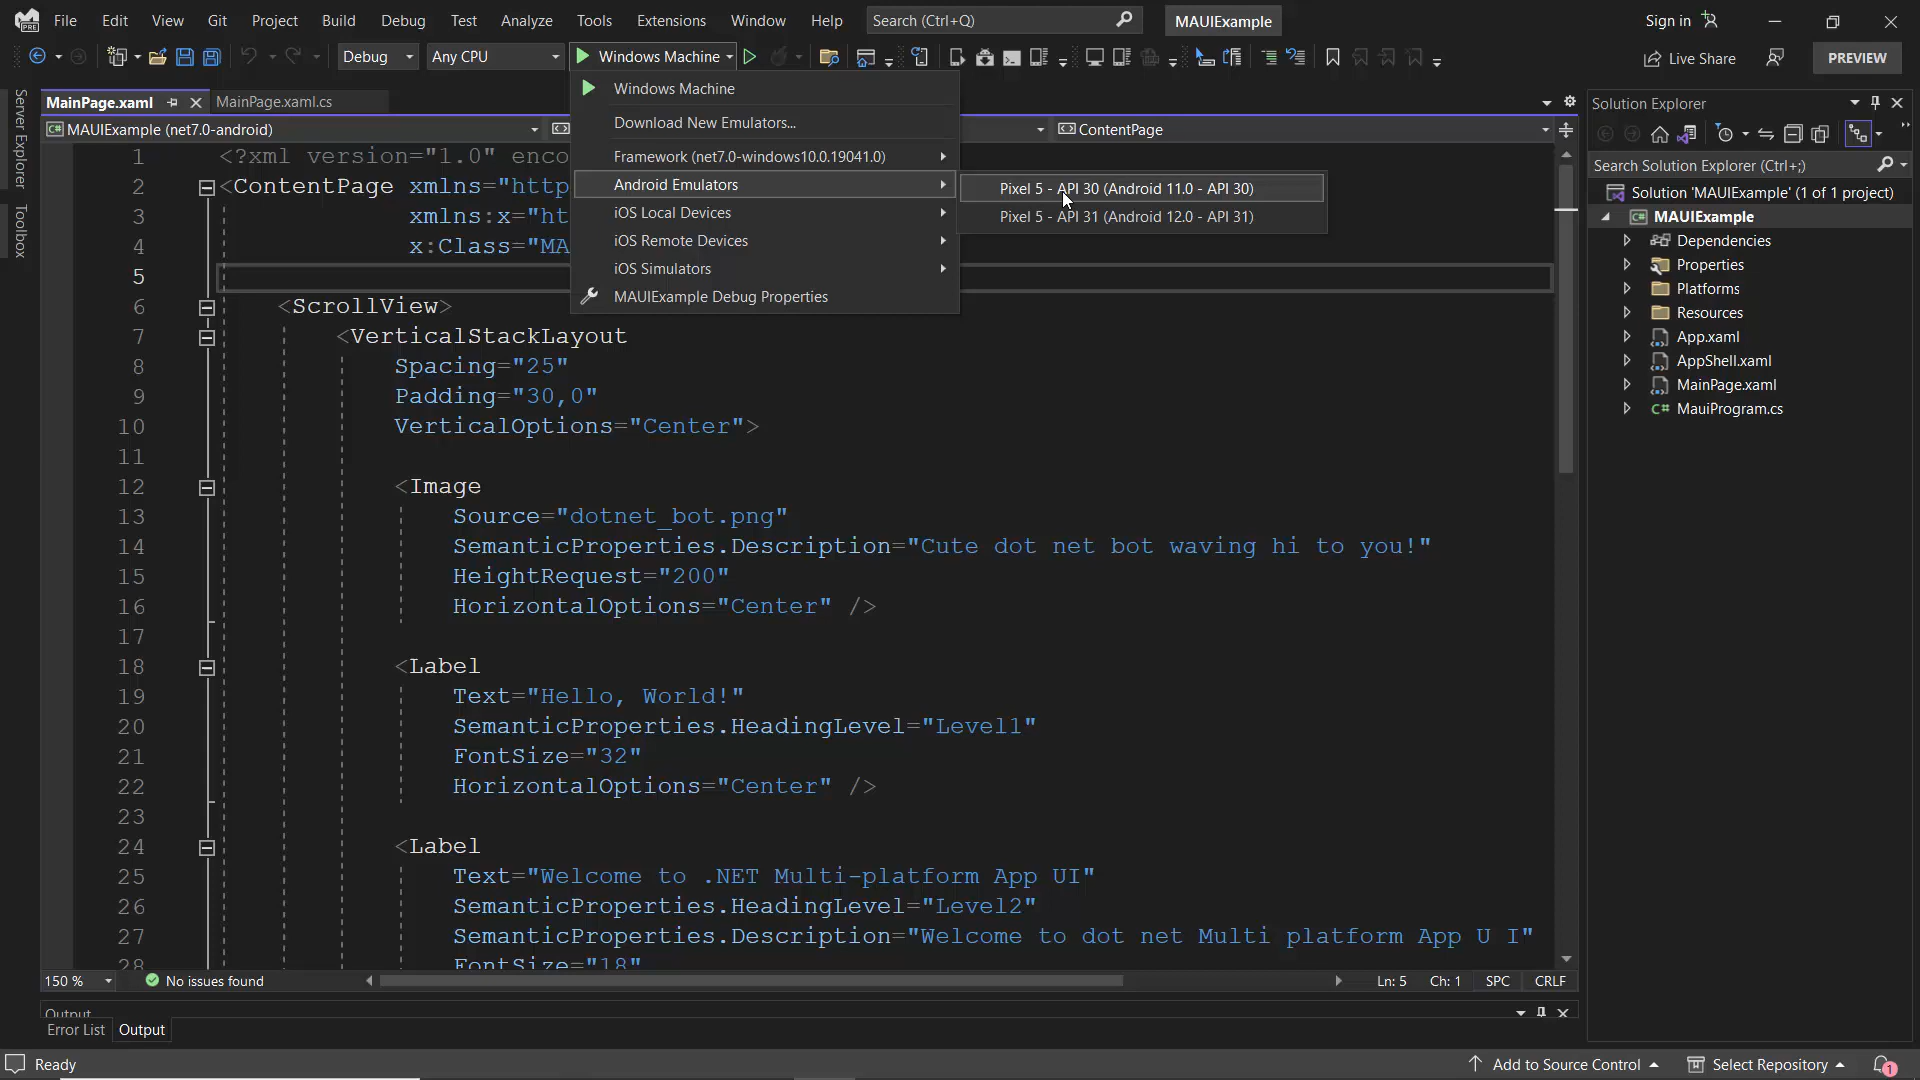 File Edit View Git Project Build Debug Test Analyze Tools Extensions Window Help Search (Ctrl+Q) MAUIExample Sign in
Debug Any CPU Windows Machine Live Share PREVIEW
Server Explorer
Toolbox
MainPage.xaml MainPage.xaml.cs
MAUIExample (net7.0-android) ContentPage
Windows Machine
Download New Emulators...
Framework (net7.0-windows10.0.19041.0)
Android Emulators
iOS Local Devices
iOS Remote Devices
iOS Simulators
MAUIExample Debug Properties
Pixel 5 - API 30 (Android 11.0 - API 30)
Pixel 5 - API 31 (Android 12.0 - API 31)
1 <?xml version="1.0" enco
2 <ContentPage xmlns="http
3 xmlns:x="ht
4 x:Class="MA
5
6 <ScrollView>
7 <VerticalStackLayout
8 Spacing="25"
9 Padding="30,0"
10 VerticalOptions="Center">
11
12 <Image
13 Source="dotnet_bot.png"
14 SemanticProperties.Description="Cute dot net bot waving hi to you!"
15 HeightRequest="200"
16 HorizontalOptions="Center" />
17
18 <Label
19 Text="Hello, World!"
20 SemanticProperties.HeadingLevel="Level1"
21 FontSize="32"
22 HorizontalOptions="Center" />
23
24 <Label
25 Text="Welcome to .NET Multi-platform App UI"
26 SemanticProperties.HeadingLevel="Level2"
27 SemanticProperties.Description="Welcome to dot net Multi platform App U I"
28 FontSize="18"
150 % No issues found Ln: 5 Ch: 1 SPC CRLF
Output
Error List Output
Solution Explorer
Search Solution Explorer (Ctrl+;)
Solution 'MAUIExample' (1 of 1 project)
MAUIExample
Dependencies
Properties
Platforms
Resources
App.xaml
AppShell.xaml
MainPage.xaml
C# MauiProgram.cs
Ready Add to Source Control Select Repository 1